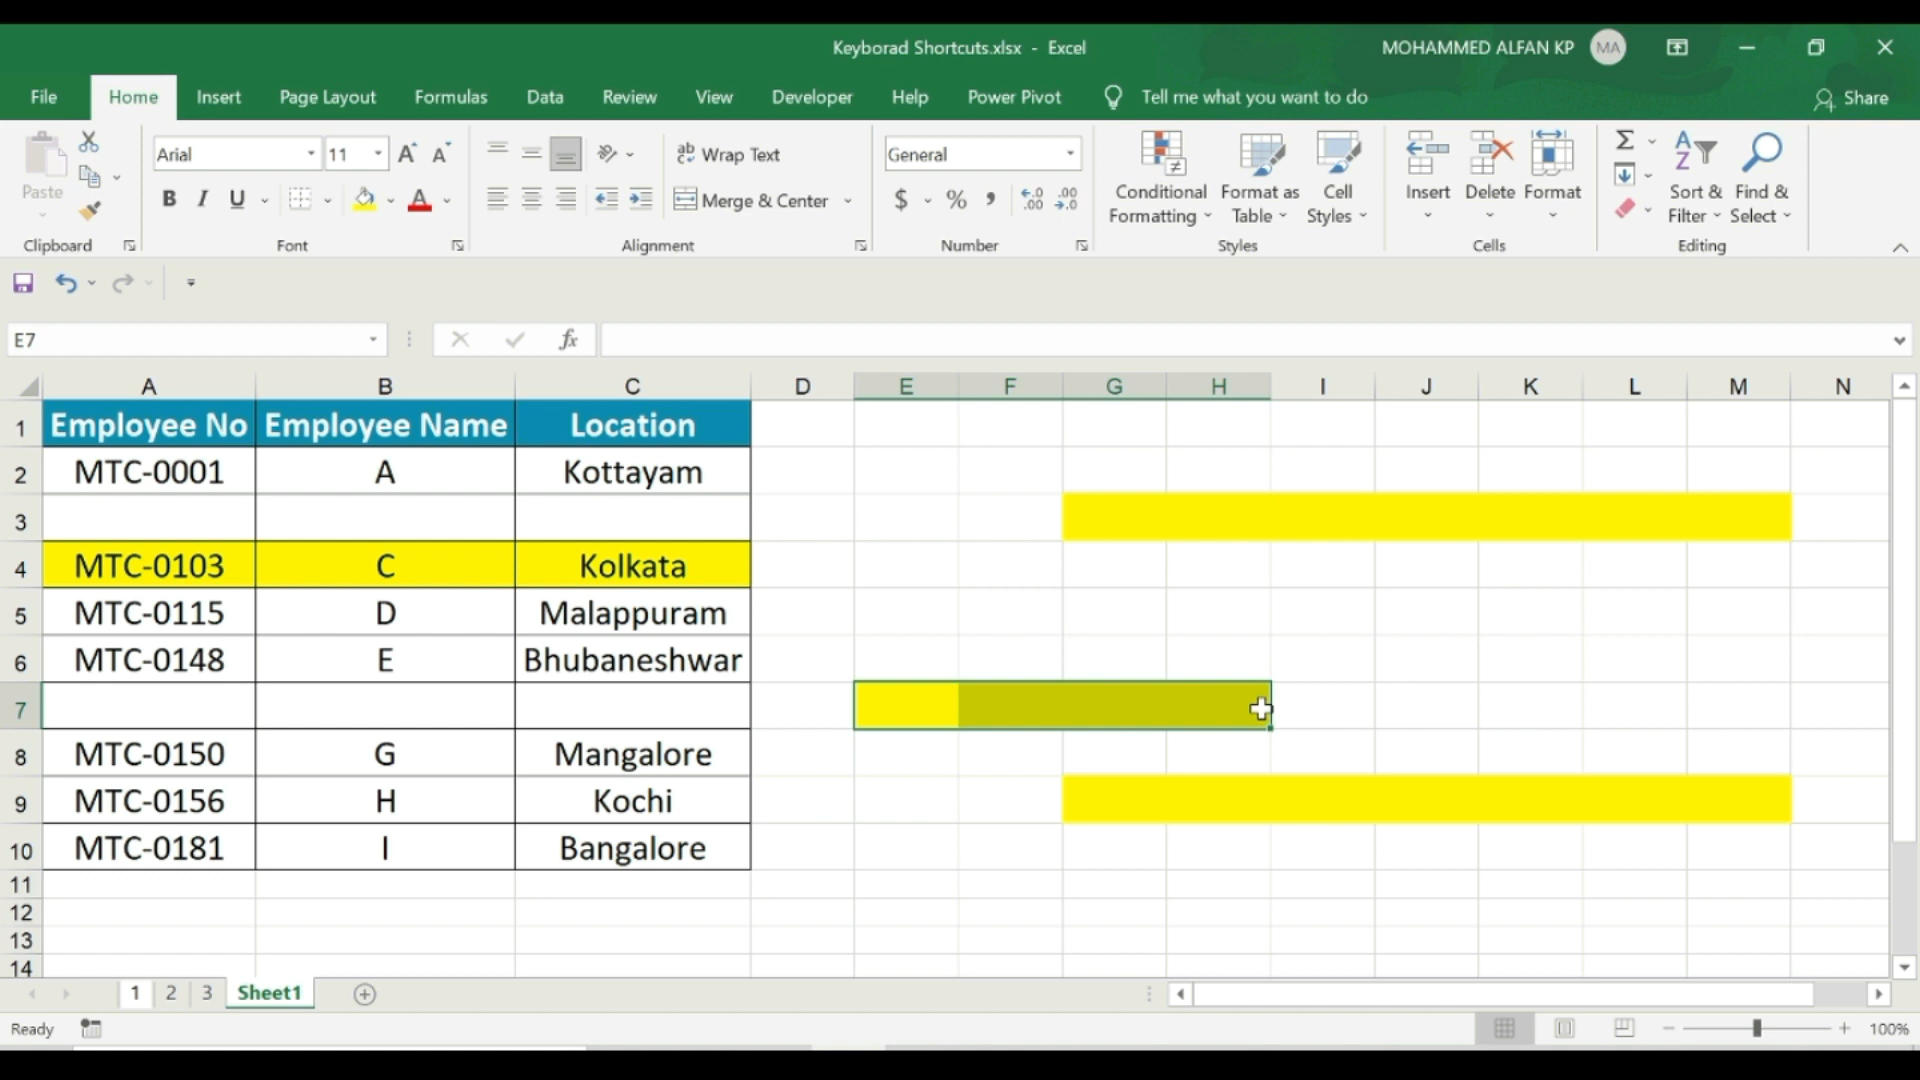 Keyborad Shortcuts.xlsx - Excel
MOHAMMED ALFAN KP MA
File Home Insert Page Layout Formulas Data Review View Developer Help Power Pivot Tell me what you want to do Share
Paste
Clipboard
Arial 11
B I U
Font
Wrap Text
Merge & Center
Alignment
General
$ % ,
Number
Conditional Formatting
Format as Table
Cell Styles
Styles
Insert Delete Format
Cells
Sort & Filter
Find & Select
Editing
E7 fx
A B C D E F G H I J K L M N
1 Employee No Employee Name Location
2 MTC-0001 A Kottayam
3
4 MTC-0103 C Kolkata
5 MTC-0115 D Malappuram
6 MTC-0148 E Bhubaneshwar
7
8 MTC-0150 G Mangalore
9 MTC-0156 H Kochi
10 MTC-0181 I Bangalore
11
12
13
14
1 2 3 Sheet1
Ready 100%